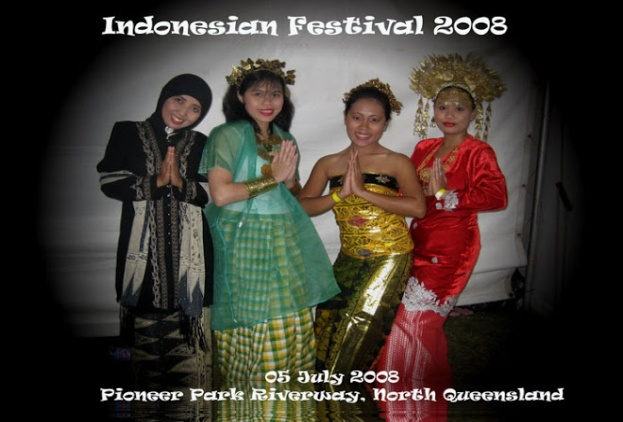 Indonesian Festival 2008
05 July 2008
Pioneer Park Riverway, North Queensland